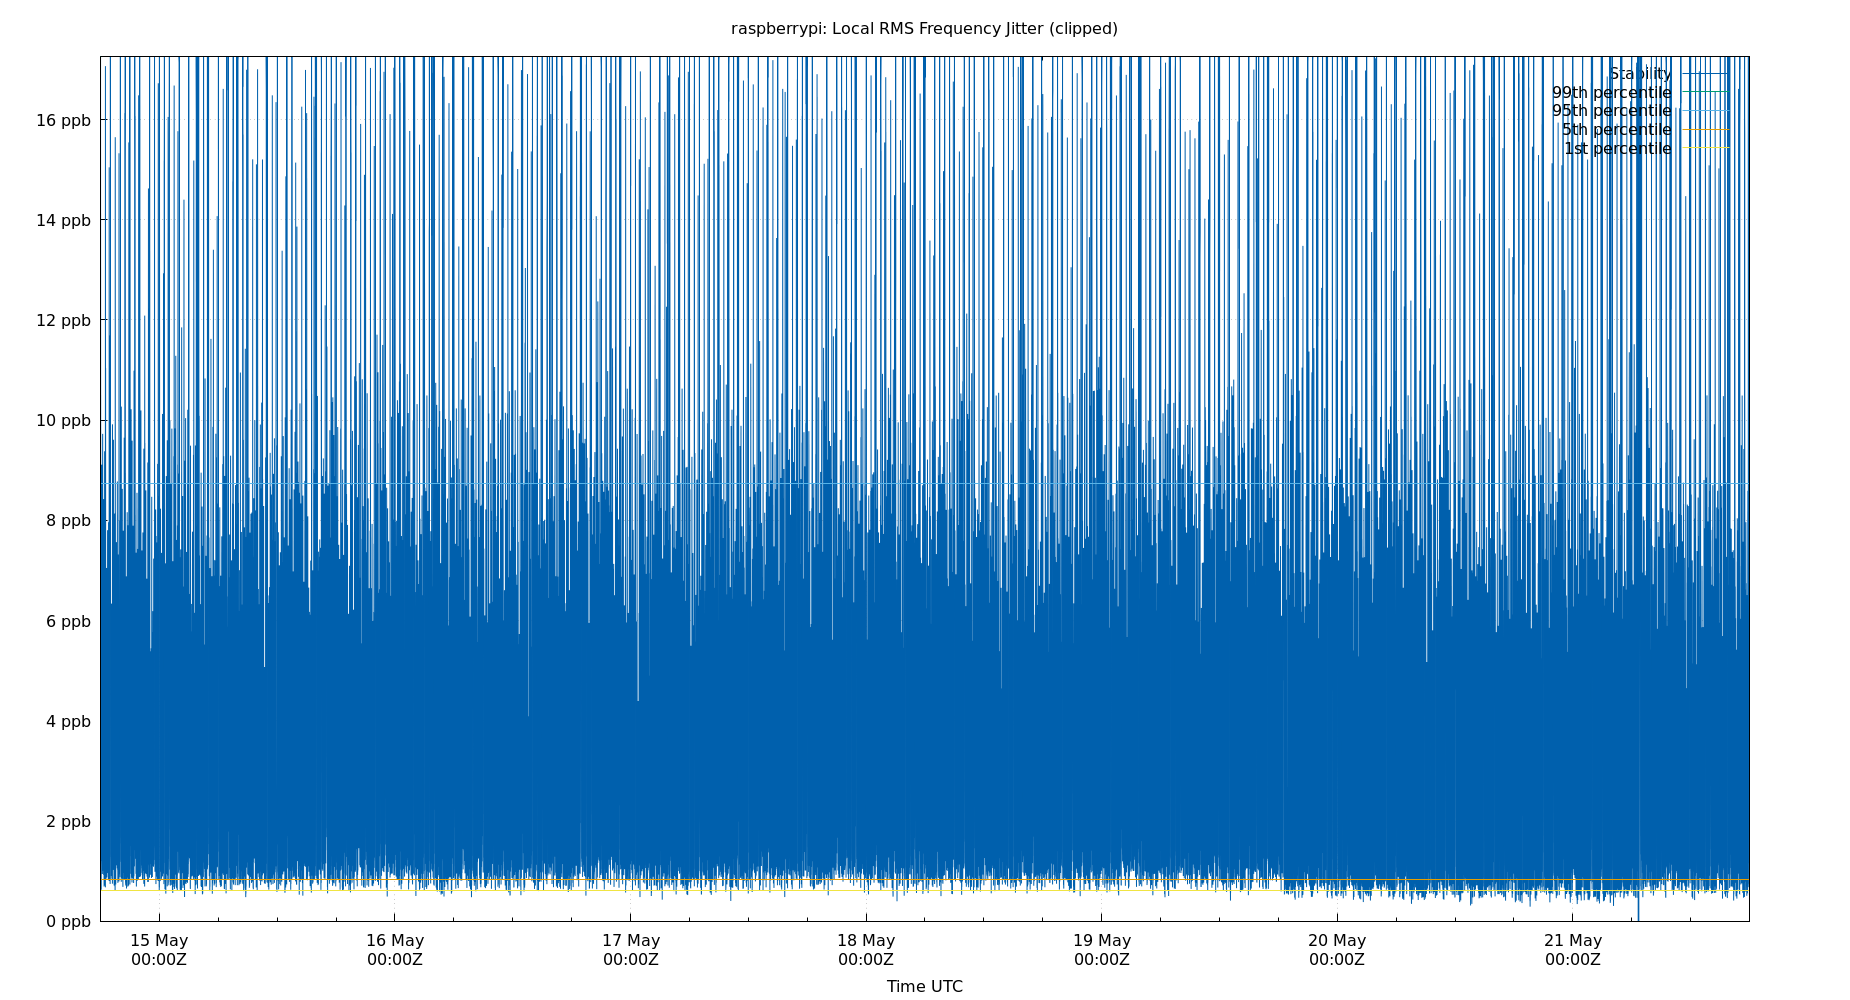 raspberrypi: Local RMS Frequency Jitter (clipped)
Stability
99th percentile
95th percentile
5th percentile
1st percentile
16 ppb
14 ppb
12 ppb
10 ppb
8 ppb
6 ppb
4 ppb
2 ppb
0 ppb
15 May 16 May 17 May 18 May 19 May 20 May 21 May
00:00Z 00:00Z 00:00Z 00:00Z 00:00Z 00:00Z 00:00Z
Time UTC